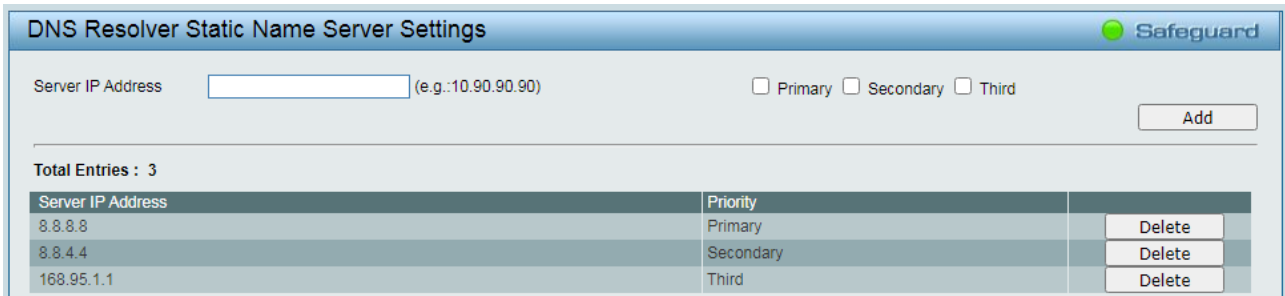 DNS Resolver Static Name Server Settings Safeguard
Server IP Address (e.g.:10.90.90.90) Primary Secondary Third
Add
Total Entries : 3
Server IP Address Priority
8.8.8.8 Primary Delete
8.8.4.4 Secondary Delete
168.95.1.1 Third Delete